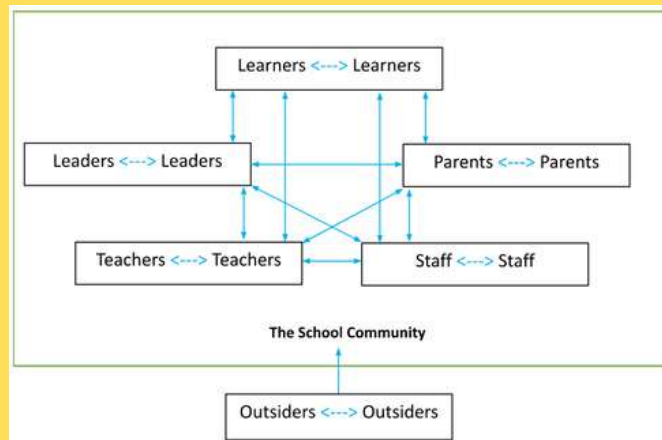 Learners <---> Learners
Leaders <---> Leaders
Parents <---> Parents
Teachers <---> Teachers
Staff <---> Staff
The School Community
Outsiders <---> Outsiders